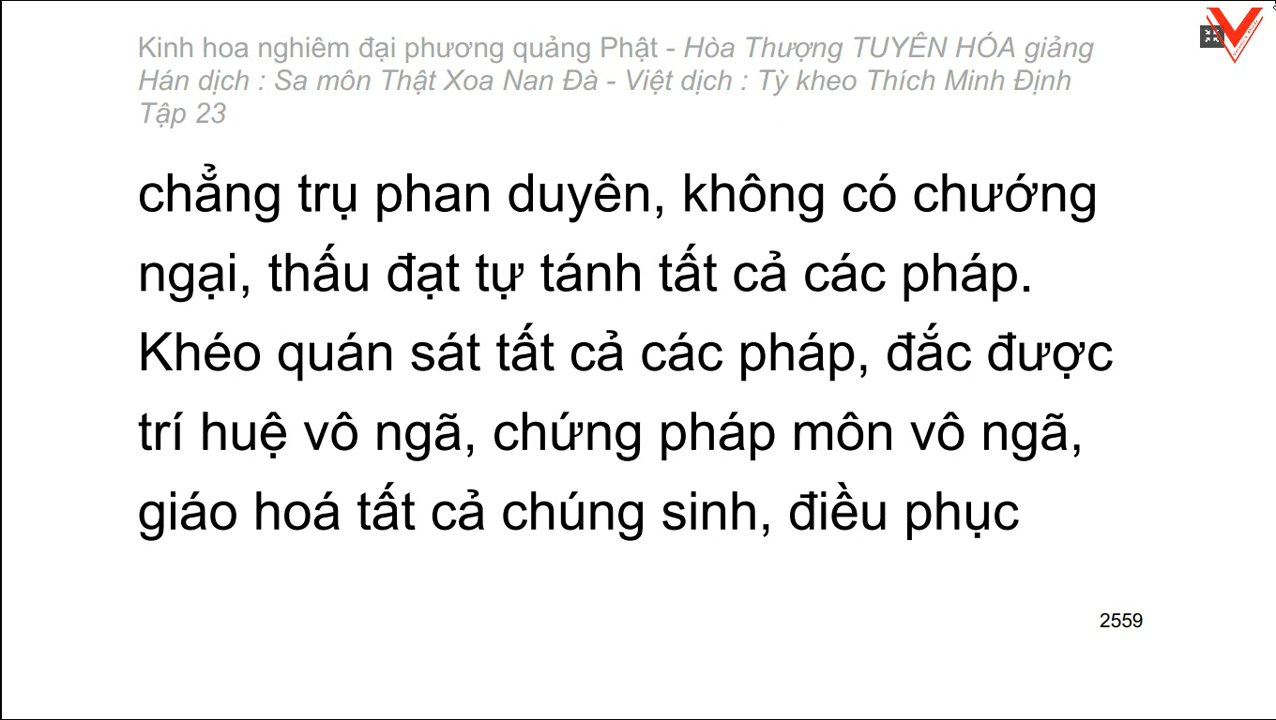 Kinh hoa nghiêm đại phương quảng Phật - Hòa Thượng TUYÊN HÓA giảng
Hán dịch : Sa môn Thật Xoa Nan Đà - Việt dịch : Tỳ kheo Thích Minh Định
Tập 23
chẳng trụ phan duyên, không có chướng
ngại, thấu đạt tự tánh tất cả các pháp.
Khéo quán sát tất cả các pháp, đắc được
trí huệ vô ngã, chứng pháp môn vô ngã,
giáo hoá tất cả chúng sinh, điều phục
2559